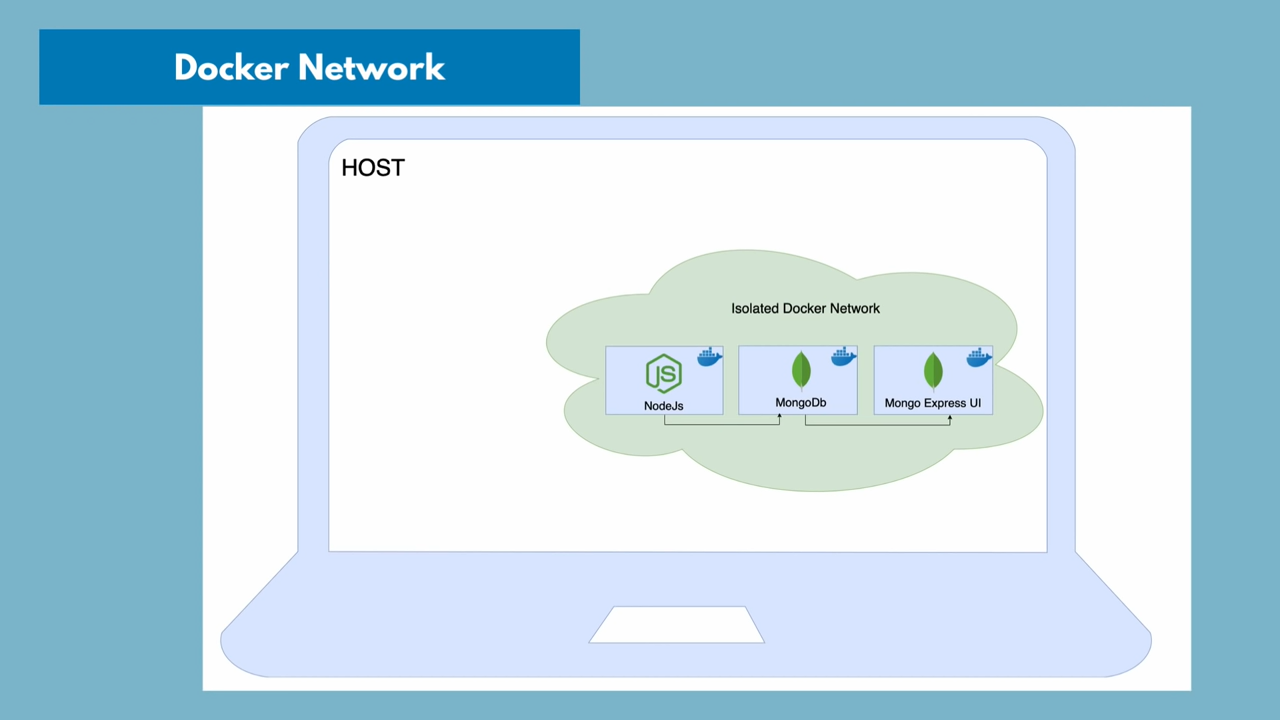 Docker Network
HOST
Isolated Docker Network
JS
NodeJs
MongoDb
Mongo Express UI